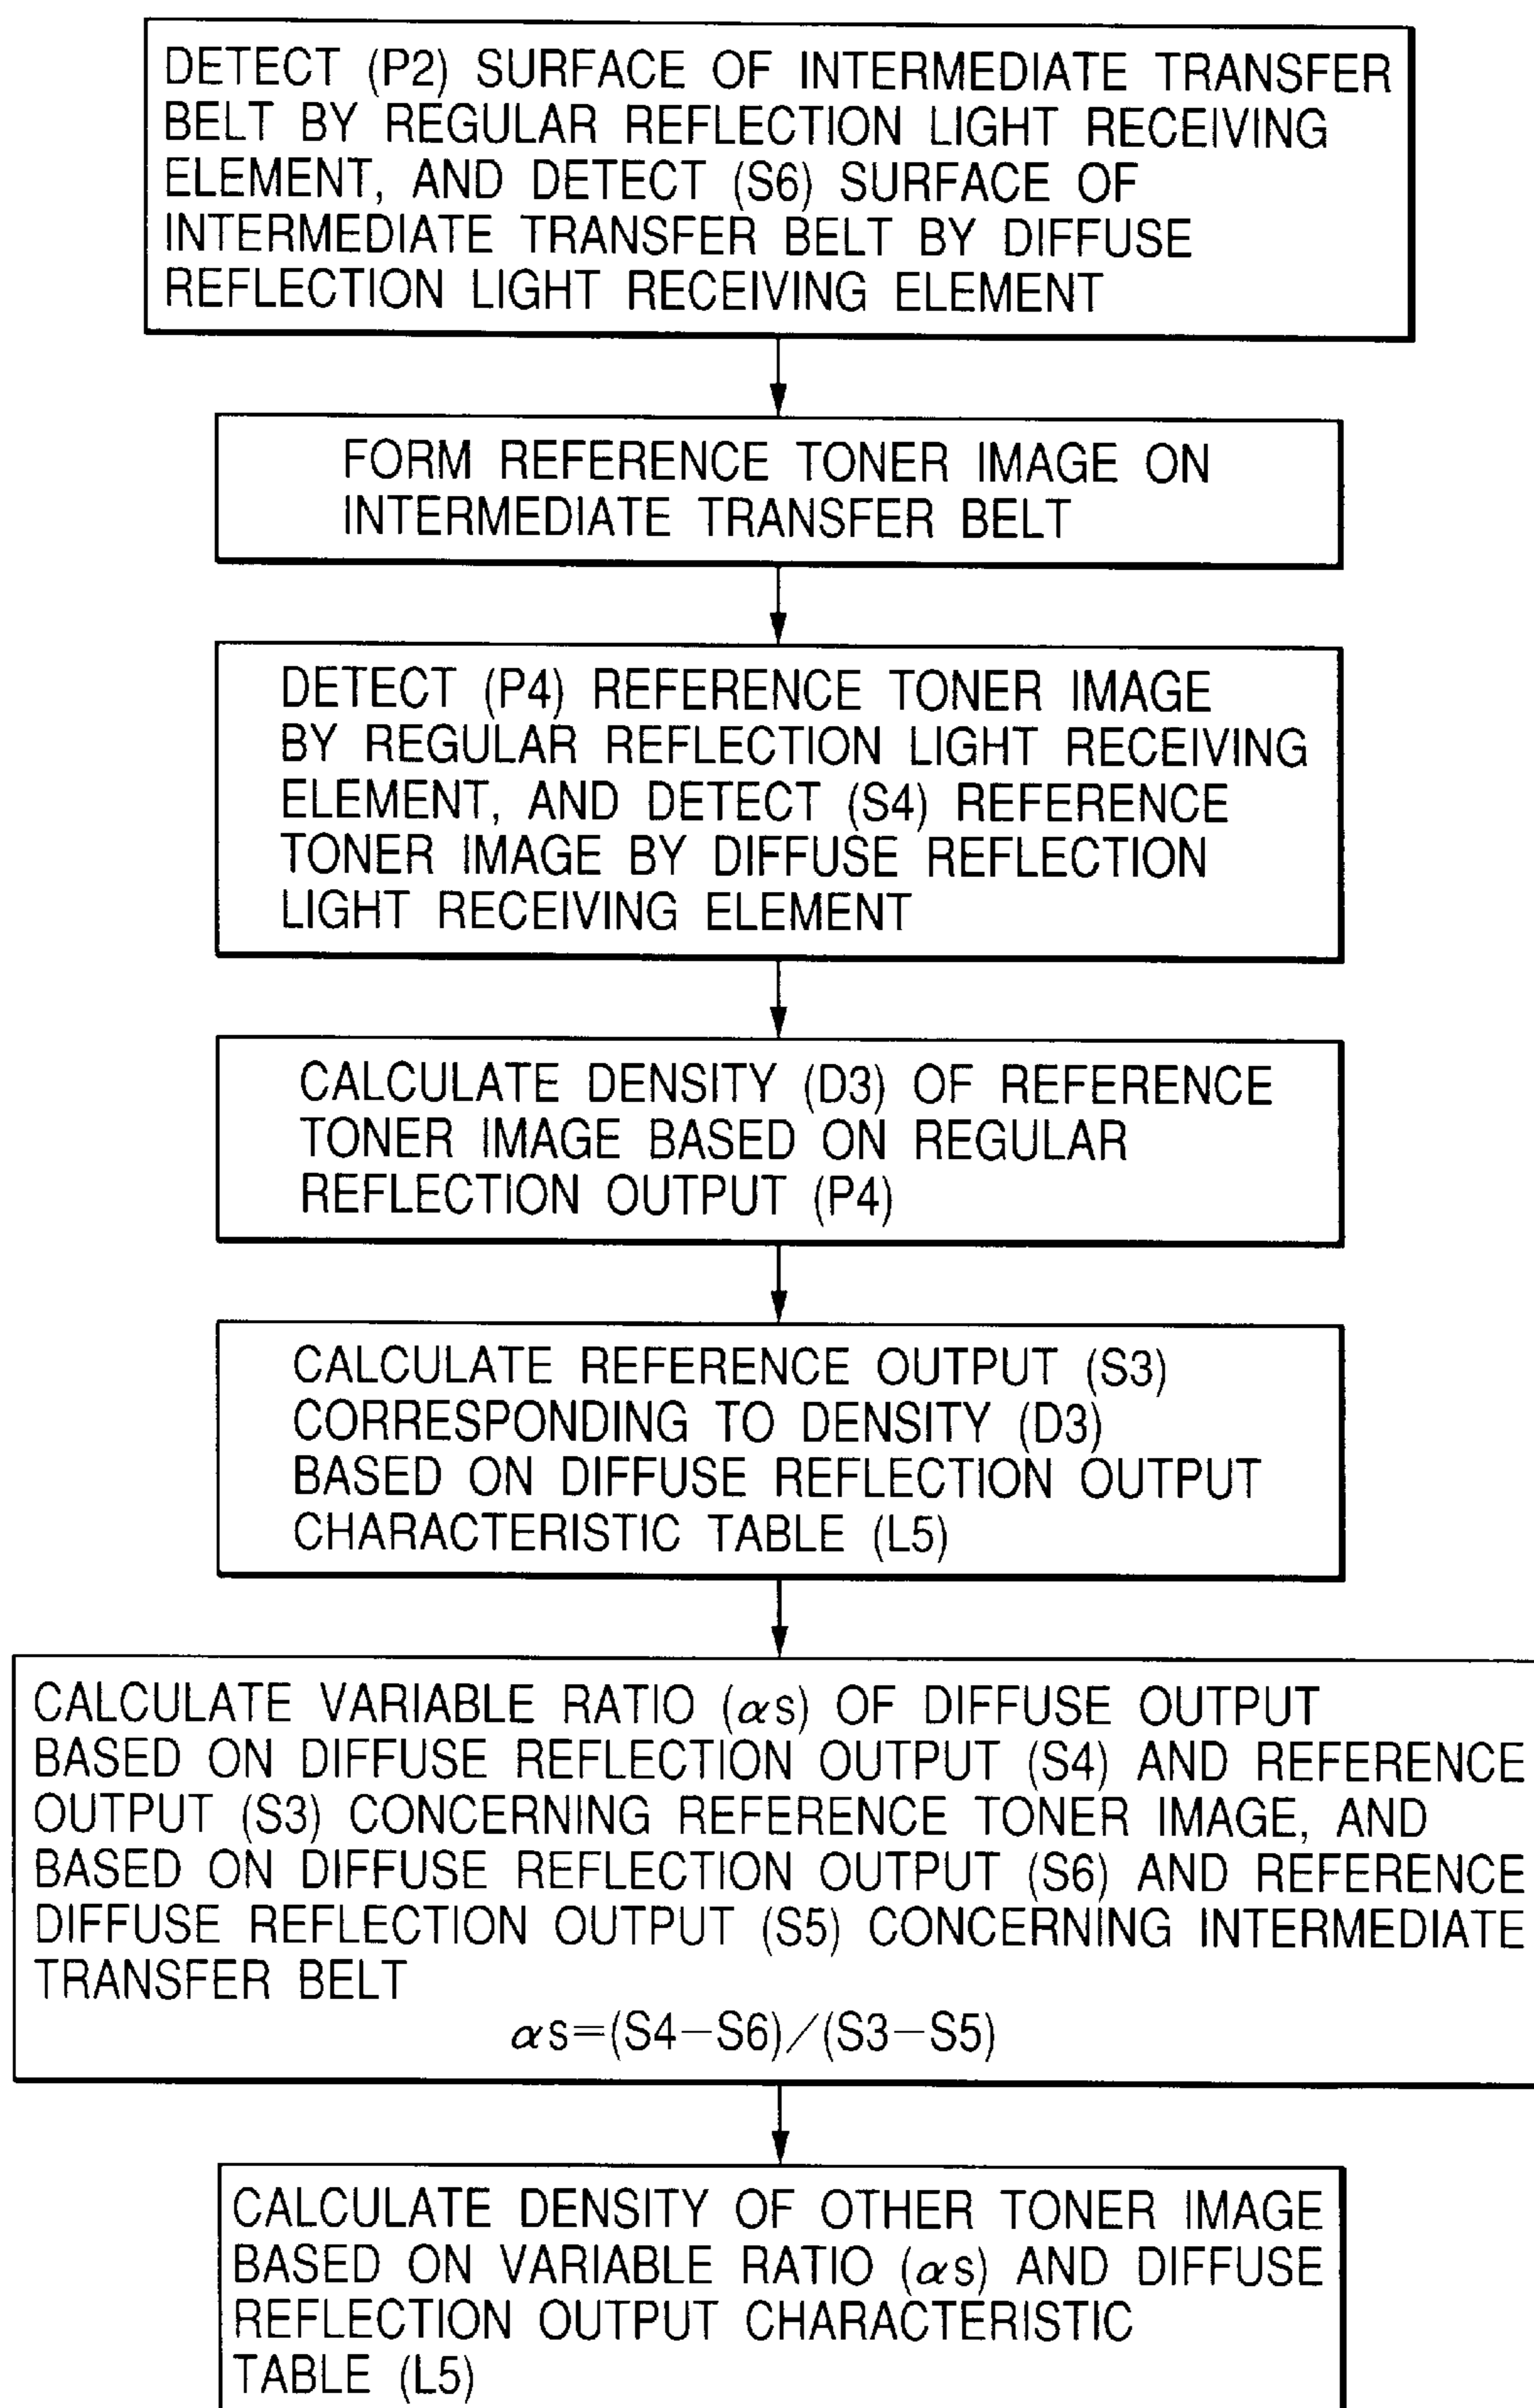 DETECT (P2) SURFACE OF INTERMEDIATE TRANSFER
BELT BY REGULAR REFLECTION LIGHT RECEIVING
ELEMENT, AND DETECT (S6) SURFACE OF
INTERMEDIATE TRANSFER BELT BY DIFFUSE
REFLECTION LIGHT RECEIVING ELEMENT
FORM REFERENCE TONER IMAGE ON
INTERMEDIATE TRANSFER BELT
DETECT (P4) REFERENCE TONER IMAGE
BY REGULAR REFLECTION LIGHT RECEIVING
ELEMENT, AND DETECT (S4) REFERENCE
TONER IMAGE BY DIFFUSE REFLECTION
LIGHT RECEIVING ELEMENT
CALCULATE DENSITY (D3) OF REFERENCE
TONER IMAGE BASED ON REGULAR
REFLECTION OUTPUT (P4)
CALCULATE REFERENCE OUTPUT (S3)
CORRESPONDING TO DENSITY (D3)
BASED ON DIFFUSE REFLECTION OUTPUT
CHARACTERISTIC TABLE (L5)
CALCULATE VARIABLE RATIO (αs) OF DIFFUSE OUTPUT
BASED ON DIFFUSE REFLECTION OUTPUT (S4) AND REFERENCE
OUTPUT (S3) CONCERNING REFERENCE TONER IMAGE, AND
BASED ON DIFFUSE REFLECTION OUTPUT (S6) AND REFERENCE
DIFFUSE REFLECTION OUTPUT (S5) CONCERNING INTERMEDIATE
TRANSFER BELT
αs=(S4−S6)/(S3−S5)
CALCULATE DENSITY OF OTHER TONER IMAGE
BASED ON VARIABLE RATIO (αs) AND DIFFUSE
REFLECTION OUTPUT CHARACTERISTIC
TABLE (L5)